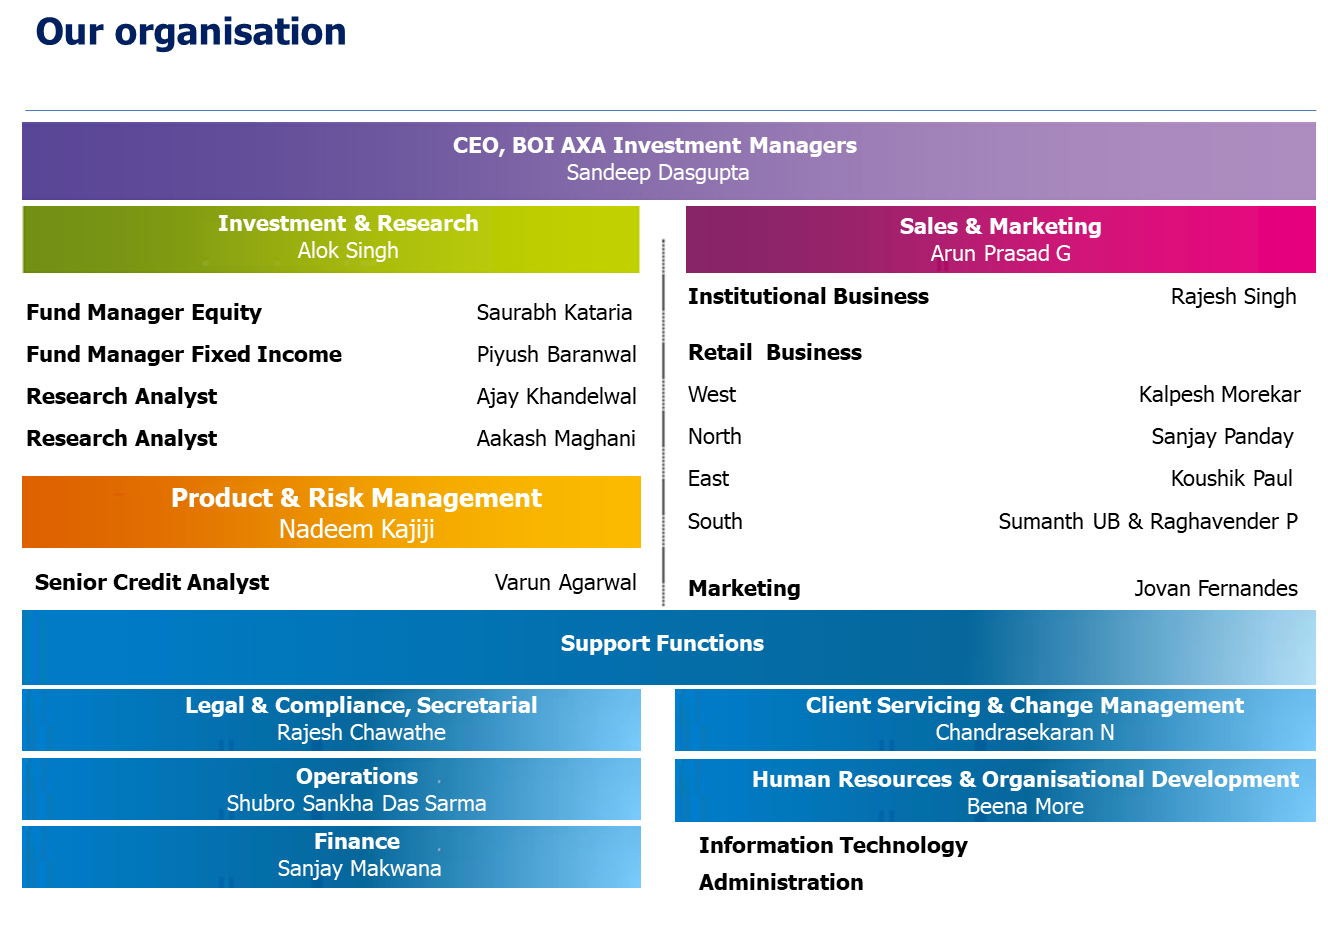 Our organisation
CEO, BOI AXA Investment Managers
Sandeep Dasgupta
Investment & Research
Alok Singh
Fund Manager Equity Saurabh Kataria
Fund Manager Fixed Income Piyush Baranwal
Research Analyst Ajay Khandelwal
Research Analyst Aakash Maghani
Product & Risk Management
Nadeem Kajiji
Senior Credit Analyst Varun Agarwal
Sales & Marketing
Arun Prasad G
Institutional Business Rajesh Singh
Retail Business
West Kalpesh Morekar
North Sanjay Panday
East Koushik Paul
South Sumanth UB & Raghavender P
Marketing Jovan Fernandes
Support Functions
Legal & Compliance, Secretarial
Rajesh Chawathe
Operations
Shubro Sankha Das Sarma
Finance
Sanjay Makwana
Client Servicing & Change Management
Chandrasekaran N
Human Resources & Organisational Development
Beena More
Information Technology
Administration